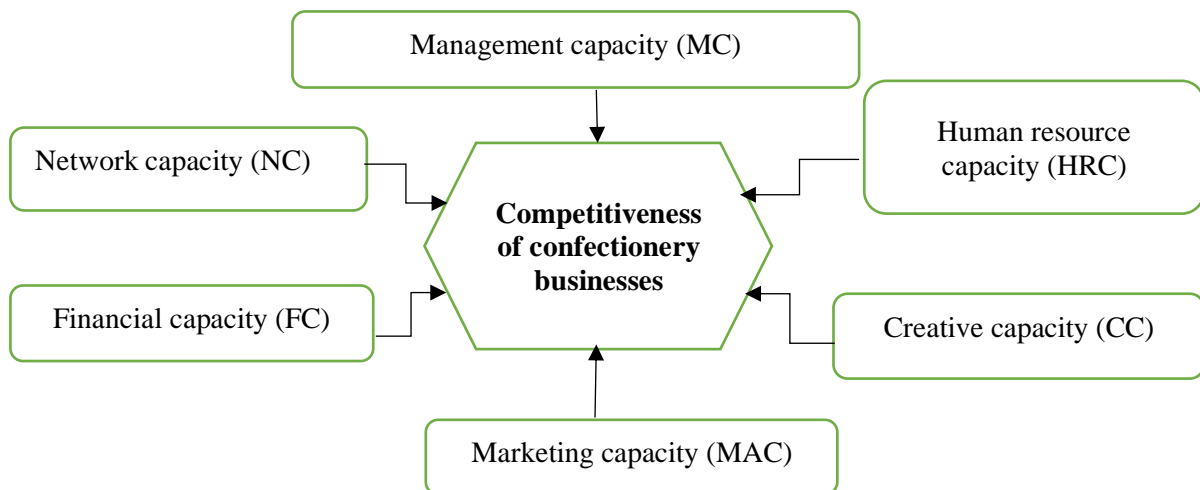 Management capacity (MC)
Human resource
capacity (HRC)
Network capacity (NC)
Competitiveness
of confectionery
businesses
Financial capacity (FC)
Creative capacity (CC)
Marketing capacity (MAC)